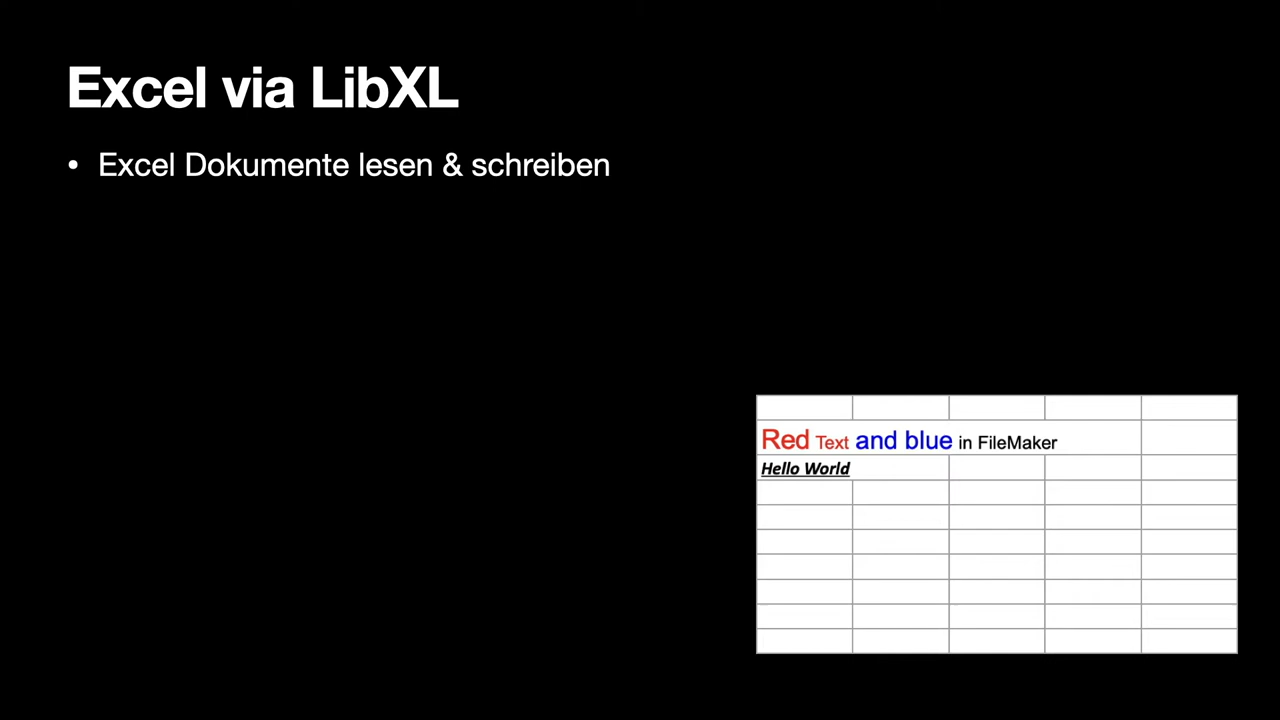 Excel via LibXL
• Excel Dokumente lesen & schreiben
Red Text and blue in FileMaker
Hello World